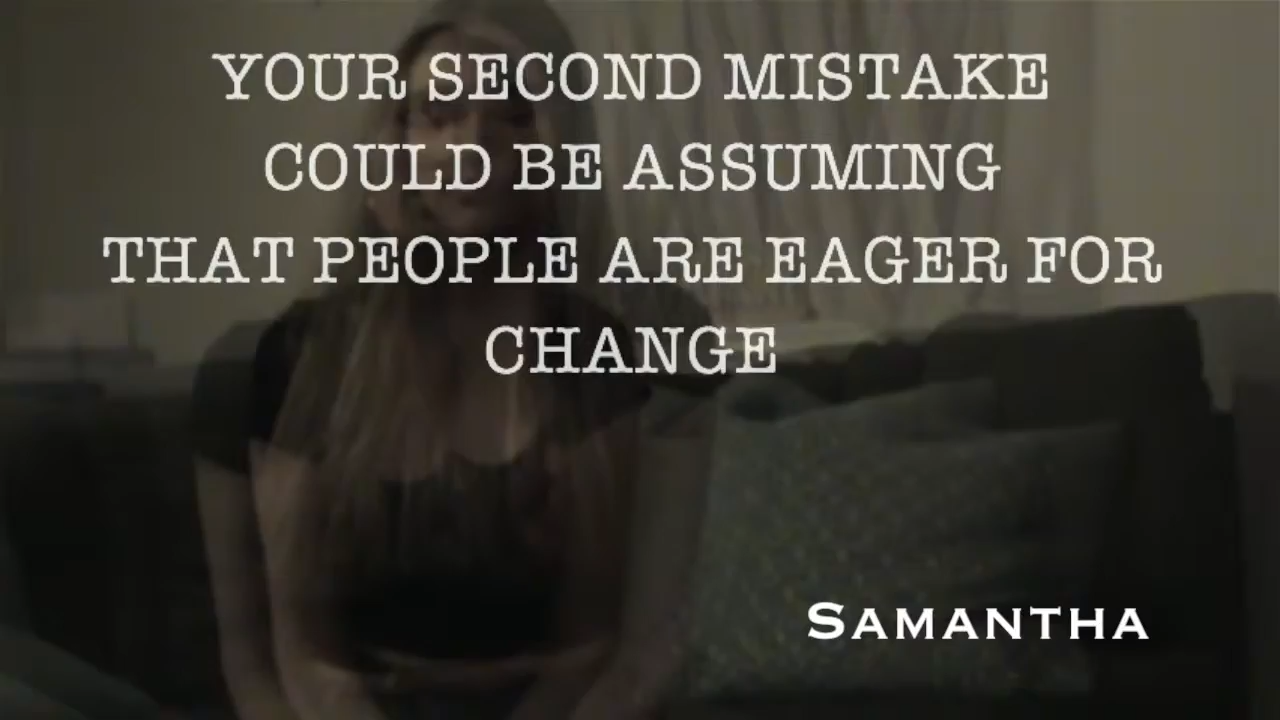 YOUR SECOND MISTAKE
COULD BE ASSUMING
THAT PEOPLE ARE EAGER FOR
CHANGE
SAMANTHA